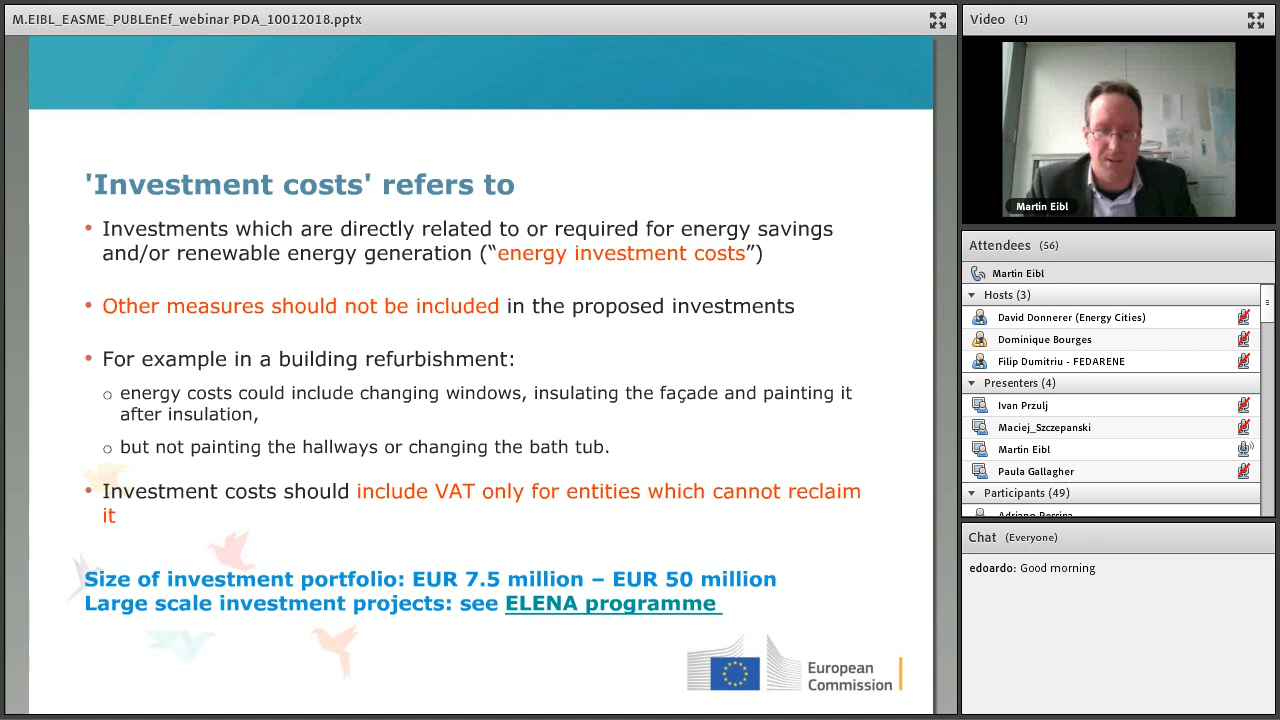 M.EIBL_EASME_PUBLEnEf_webinar PDA_10012018.pptx
'Investment costs' refers to
• Investments which are directly related to or required for energy savings
and/or renewable energy generation (“energy investment costs”)
• Other measures should not be included in the proposed investments
• For example in a building refurbishment:
o energy costs could include changing windows, insulating the façade and painting it
after insulation,
o but not painting the hallways or changing the bath tub.
• Investment costs should include VAT only for entities which cannot reclaim
it
Size of investment portfolio: EUR 7.5 million – EUR 50 million
Large scale investment projects: see ELENA programme
European
Commission
Video (1)
Martin Eibl
Attendees (56)
Martin Eibl
Hosts (3)
David Donnerer (Energy Cities)
Dominique Bourges
Filip Dumitriu - FEDARENE
Presenters (4)
Ivan Przulj
Maciej_Szczepanski
Martin Eibl
Paula Gallagher
Participants (49)
Chat (Everyone)
edoardo: Good morning